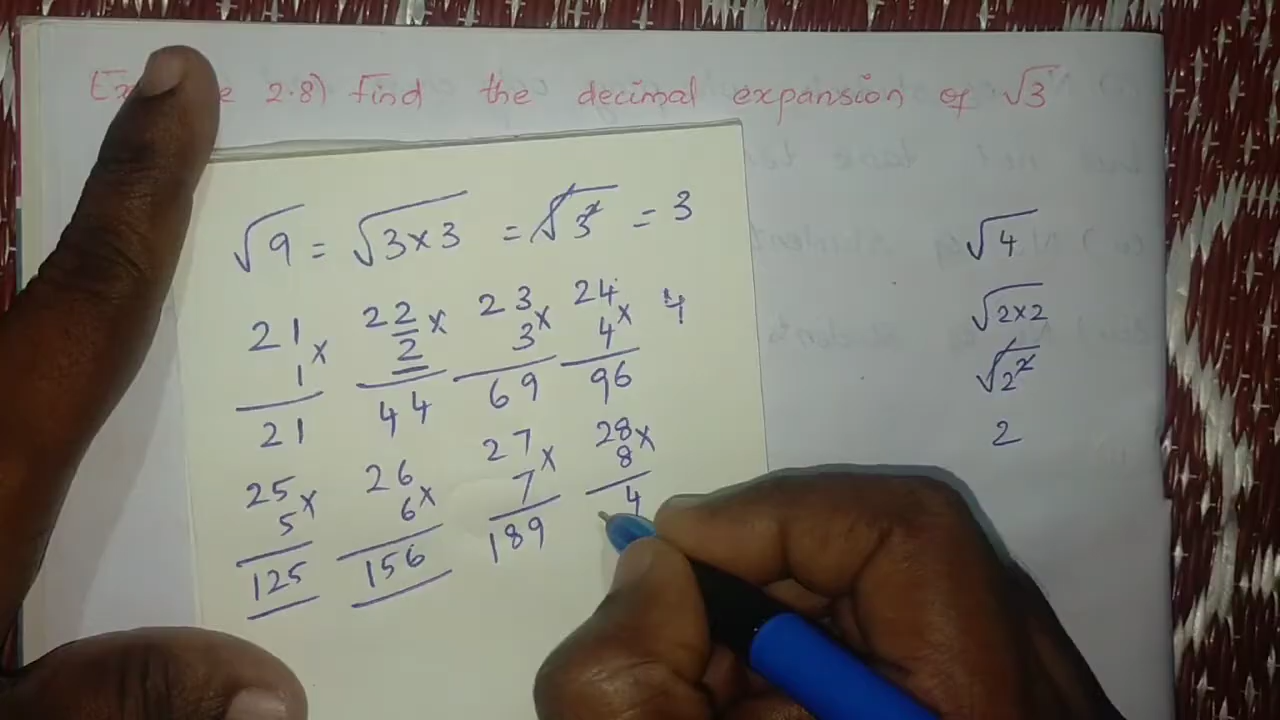 2.8) Find the decimal expansion of √3
√9 = √3×3 = √3² = 3
21 × 1 = 21
22 × 2 = 44
23 × 3 = 69
24 × 4 = 96
4
25 × 5 = 125
26 × 6 = 156
27 × 7 = 189
28 × 8 4
√4
√2×2
√2²
2